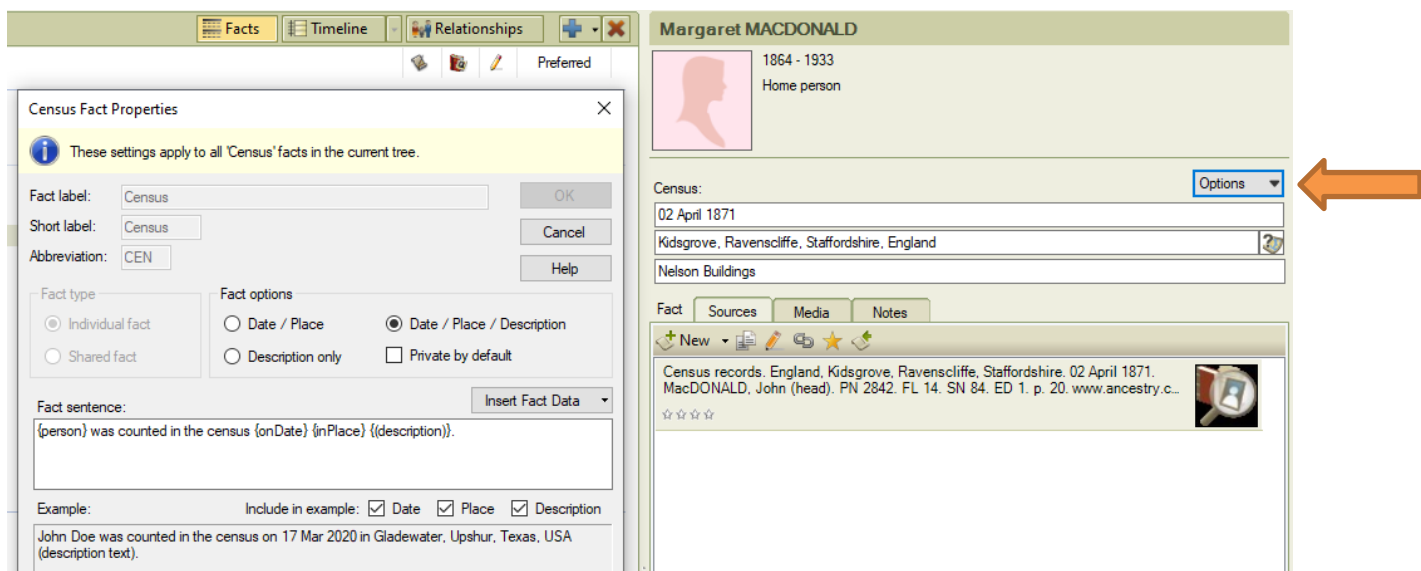 Facts Timeline Relationships
Preferred
Census Fact Properties
These settings apply to all 'Census' facts in the current tree.
Fact label: Census
OK
Short label: Census
Cancel
Abbreviation: CEN
Help
Fact type
Individual fact
Shared fact
Fact options
Date / Place
Date / Place / Description
Description only
Private by default
Fact sentence:
Insert Fact Data
{person} was counted in the census {onDate} {inPlace} {(description)}.
Example:
Include in example: Date Place Description
John Doe was counted in the census on 17 Mar 2020 in Gladewater, Upshur, Texas, USA
(description text).
Margaret MACDONALD
1864 - 1933
Home person
Census:
Options
02 April 1871
Kidsgrove, Ravenscliffe, Staffordshire, England
Nelson Buildings
Fact Sources Media Notes
New
Census records. England, Kidsgrove, Ravenscliffe, Staffordshire. 02 April 1871.
MacDONALD, John (head). PN 2842. FL 14. SN 84. ED 1. p. 20. www.ancestry.c...